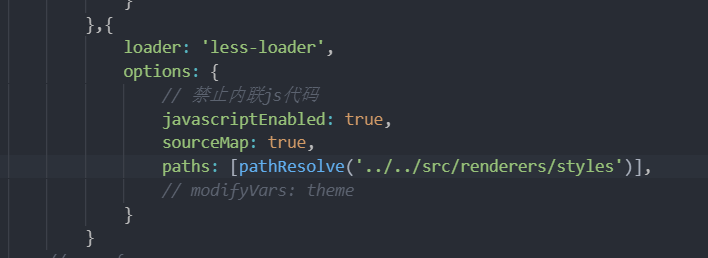 }
},{
loader: 'less-loader',
options: {
// 禁止内联js代码
javascriptEnabled: true,
sourceMap: true,
paths: [pathResolve('../../src/renderers/styles')],
// modifyVars: theme
}
}